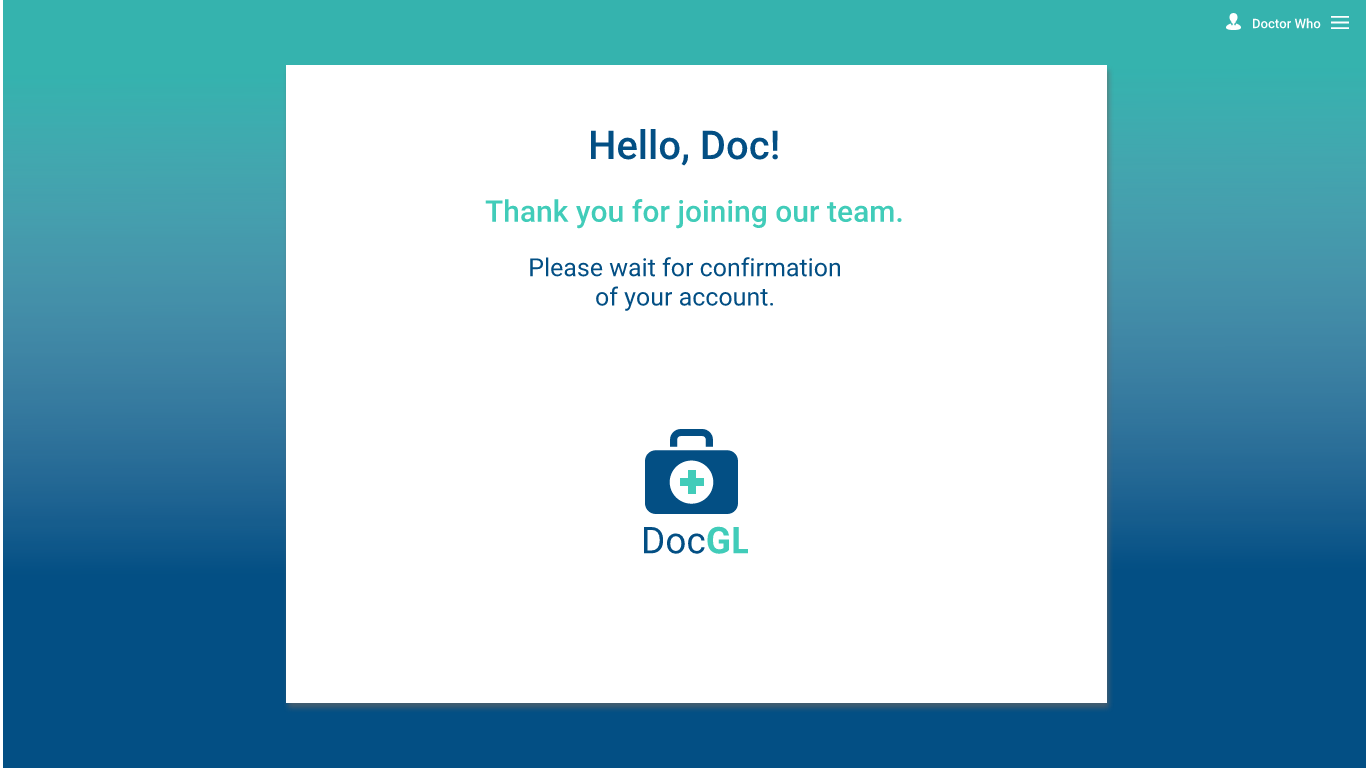 Doctor Who
Hello, Doc!
Thank you for joining our team.
Please wait for confirmation
of your account.
DocGL